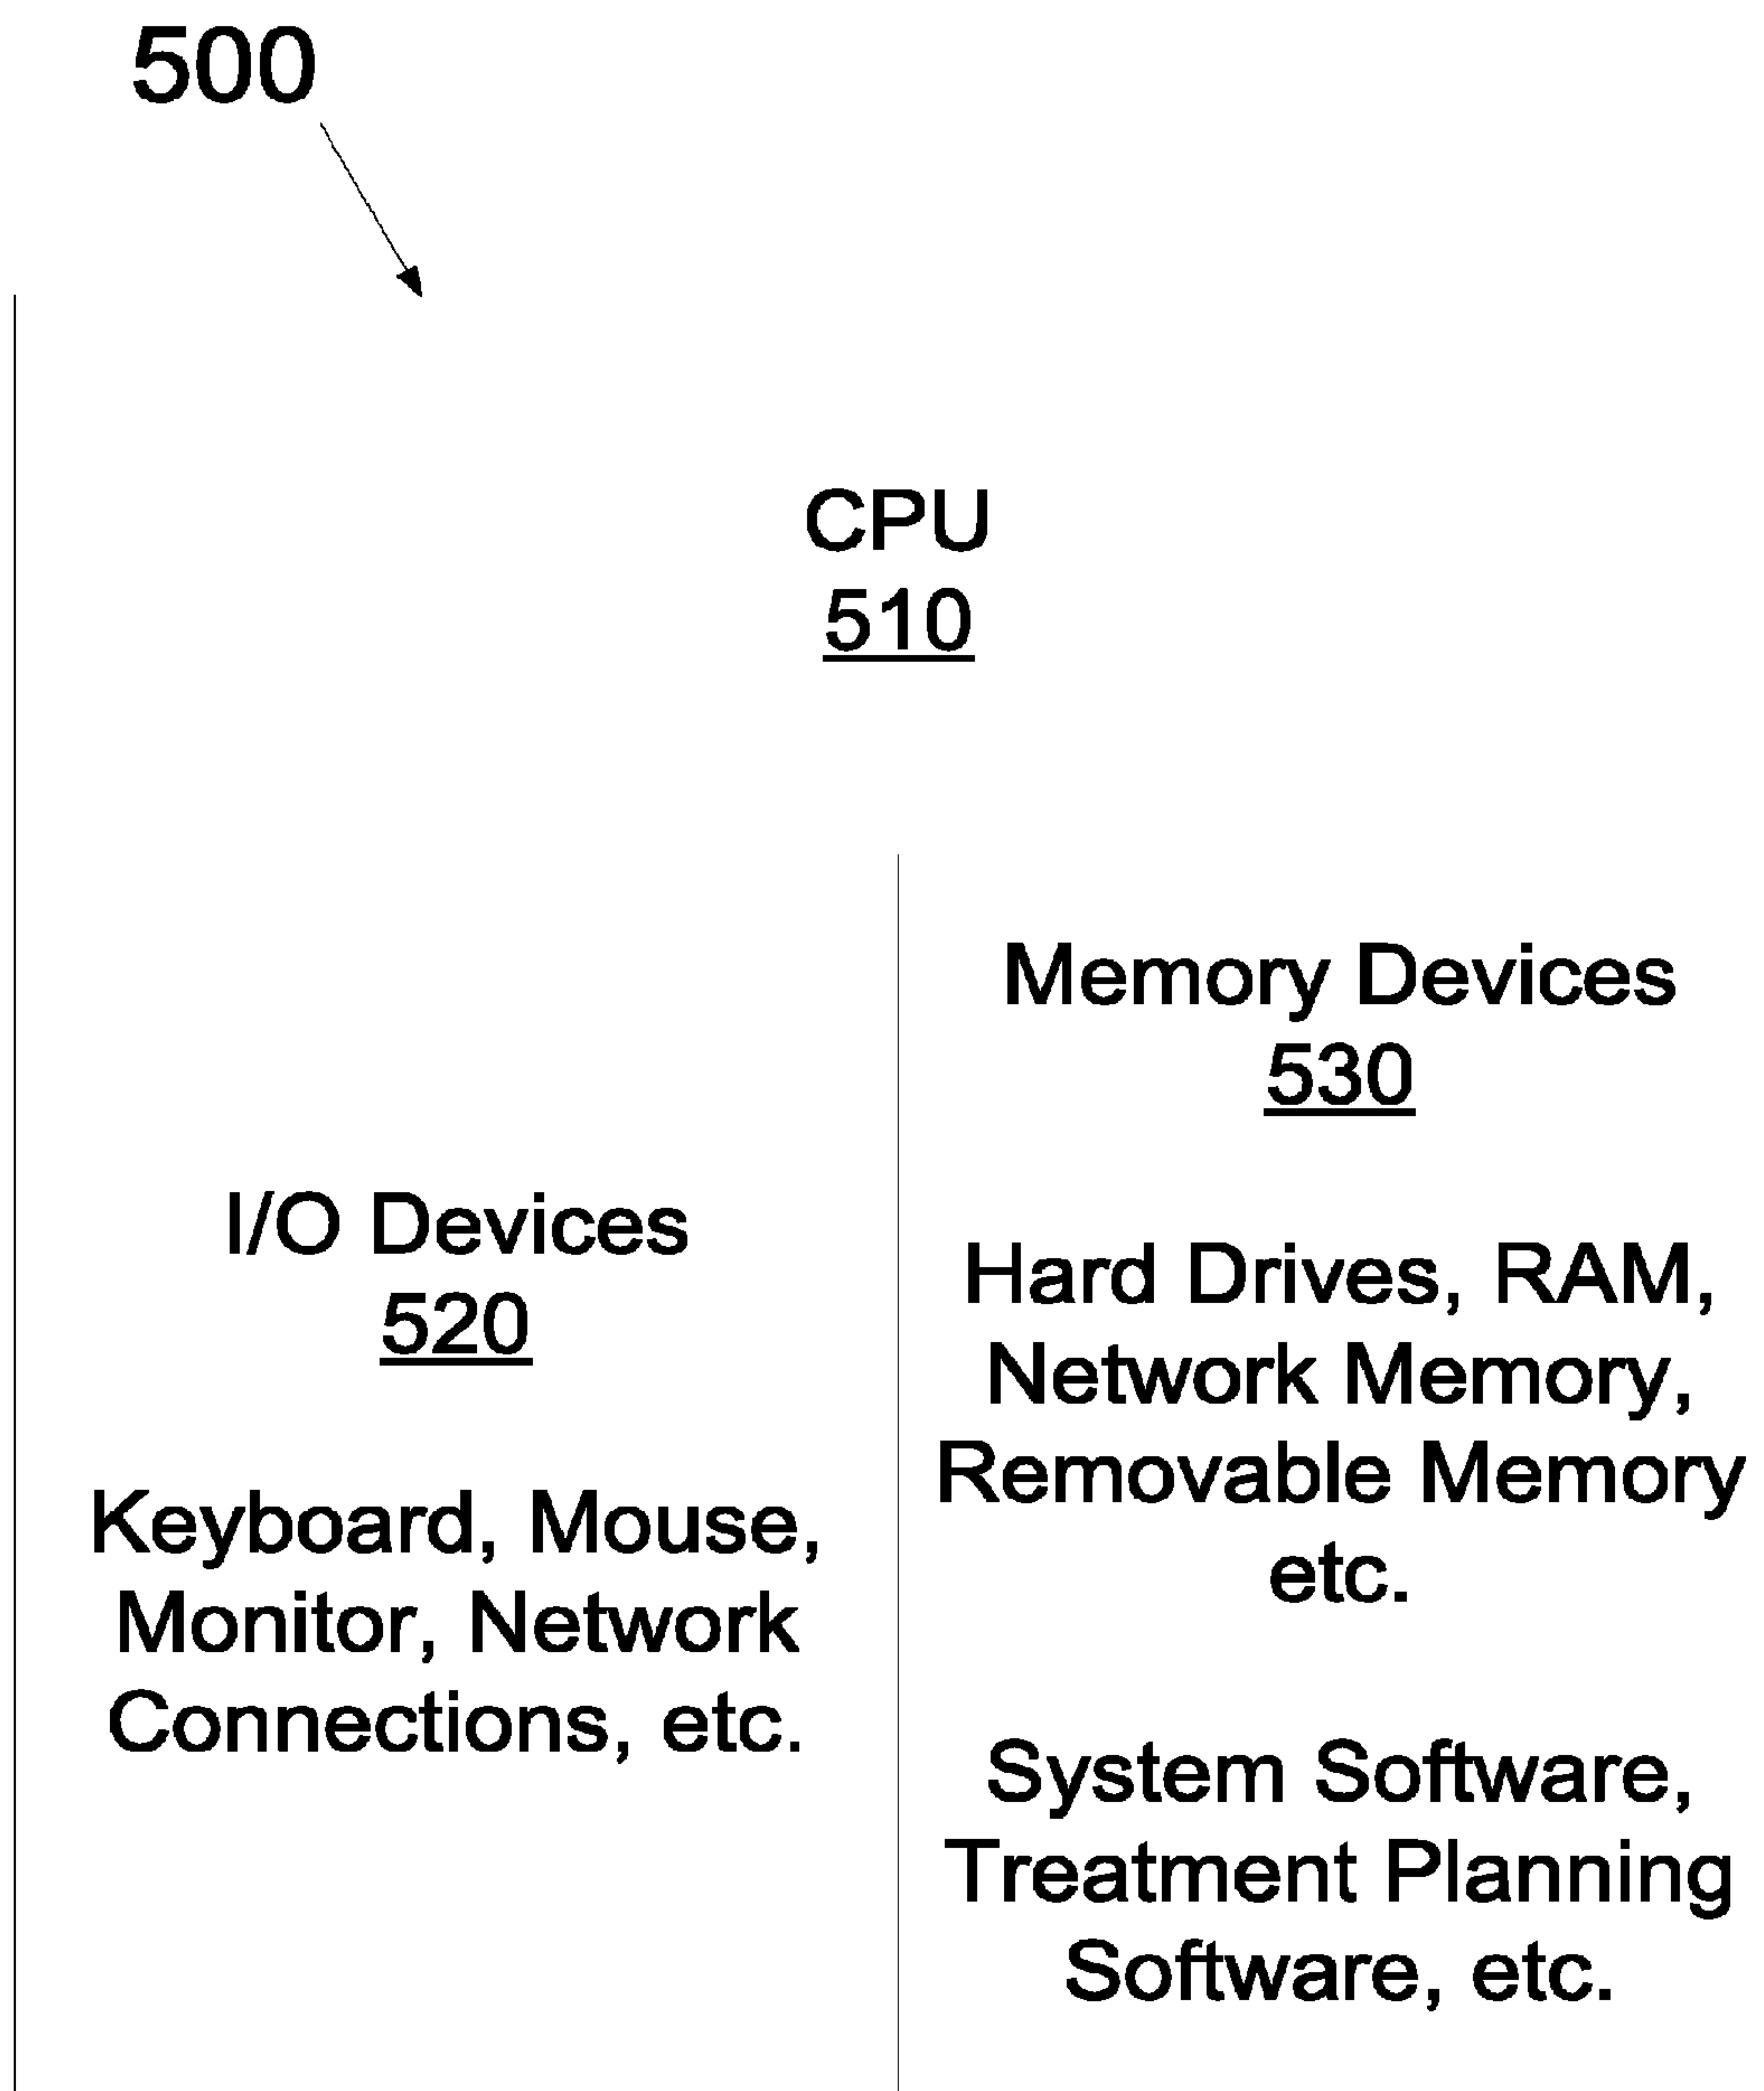 500
CPU
510
I/O Devices
520
Keyboard, Mouse,
Monitor, Network
Connections, etc.
Memory Devices
530
Hard Drives, RAM,
Network Memory,
Removable Memory
etc.
System Software,
Treatment Planning
Software, etc.